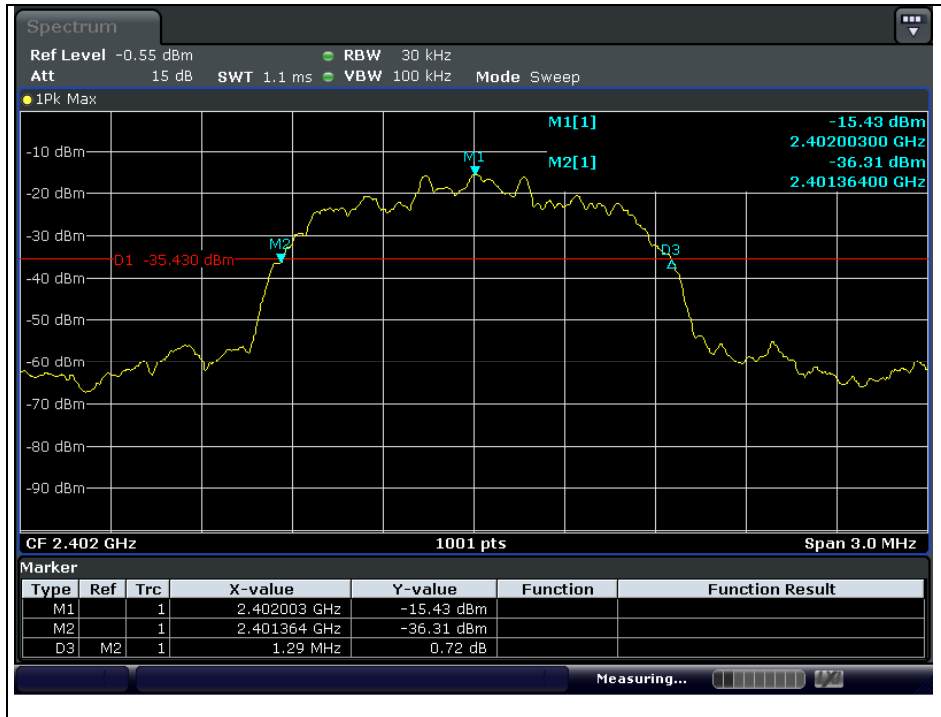 Spectrum
Ref Level -0.55 dBm RBW 30 kHz
Att 15 dB SWT 1.1 ms VBW 100 kHz Mode Sweep
1Pk Max
M1[1] -15.43 dBm
2.40200300 GHz
M2[1] -36.31 dBm
2.40136400 GHz
-10 dBm
M1
-20 dBm
-30 dBm
M2
D3
D1 -35.430 dBm
-40 dBm
-50 dBm
-60 dBm
-70 dBm
-80 dBm
-90 dBm
CF 2.402 GHz 1001 pts Span 3.0 MHz
Marker
Type Ref Trc X-value Y-value Function Function Result
M1 1 2.402003 GHz -15.43 dBm
M2 1 2.401364 GHz -36.31 dBm
D3 M2 1 1.29 MHz 0.72 dB
Measuring...